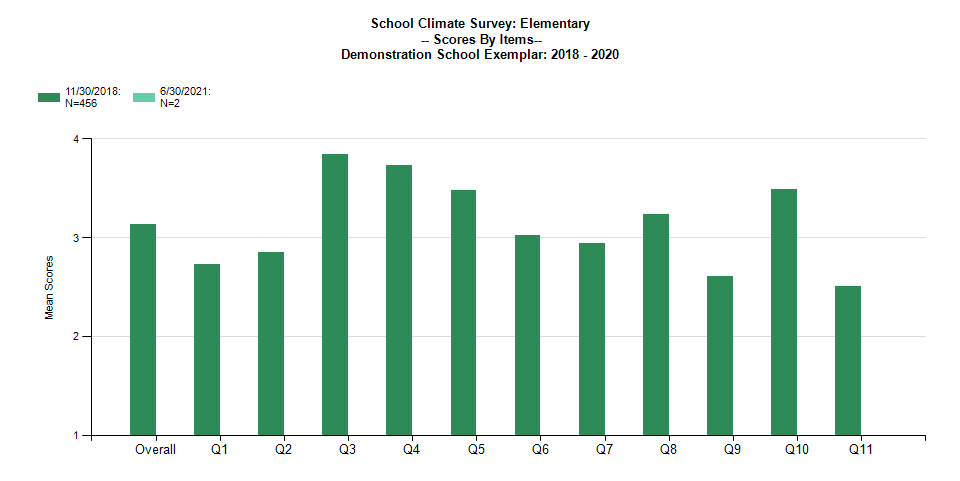 School Climate Survey: Elementary
-- Scores By Items--
Demonstration School Exemplar: 2018 - 2020
11/30/2018:
N=456
6/30/2021:
N=2
4
3
Mean Scores
2
1
Overall Q1 Q2 Q3 Q4 Q5 Q6 Q7 Q8 Q9 Q10 Q11